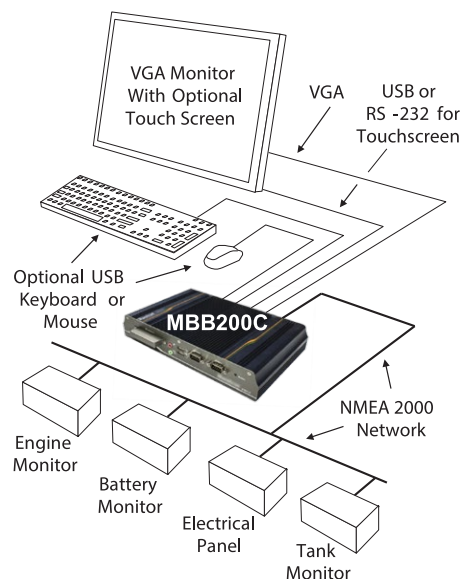 VGA Monitor
With Optional
Touch Screen
VGA
USB or
RS -232 for
Touchscreen
Optional USB
Keyboard or
Mouse
MBB200C
NMEA 2000
Network
Engine
Monitor
Battery
Monitor
Electrical
Panel
Tank
Monitor